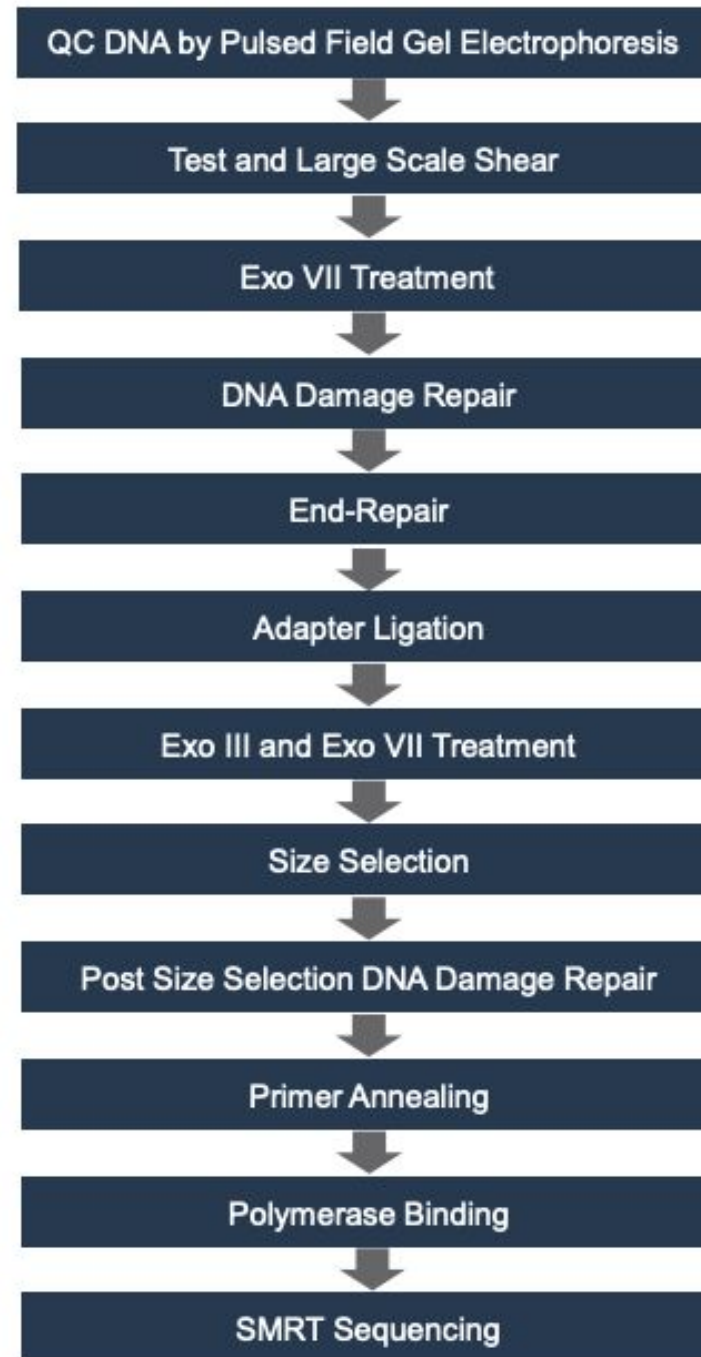 QC DNA by Pulsed Field Gel Electrophoresis
Test and Large Scale Shear
Exo VII Treatment
DNA Damage Repair
End-Repair
Adapter Ligation
Exo III and Exo VII Treatment
Size Selection
Post Size Selection DNA Damage Repair
Primer Annealing
Polymerase Binding
SMRT Sequencing